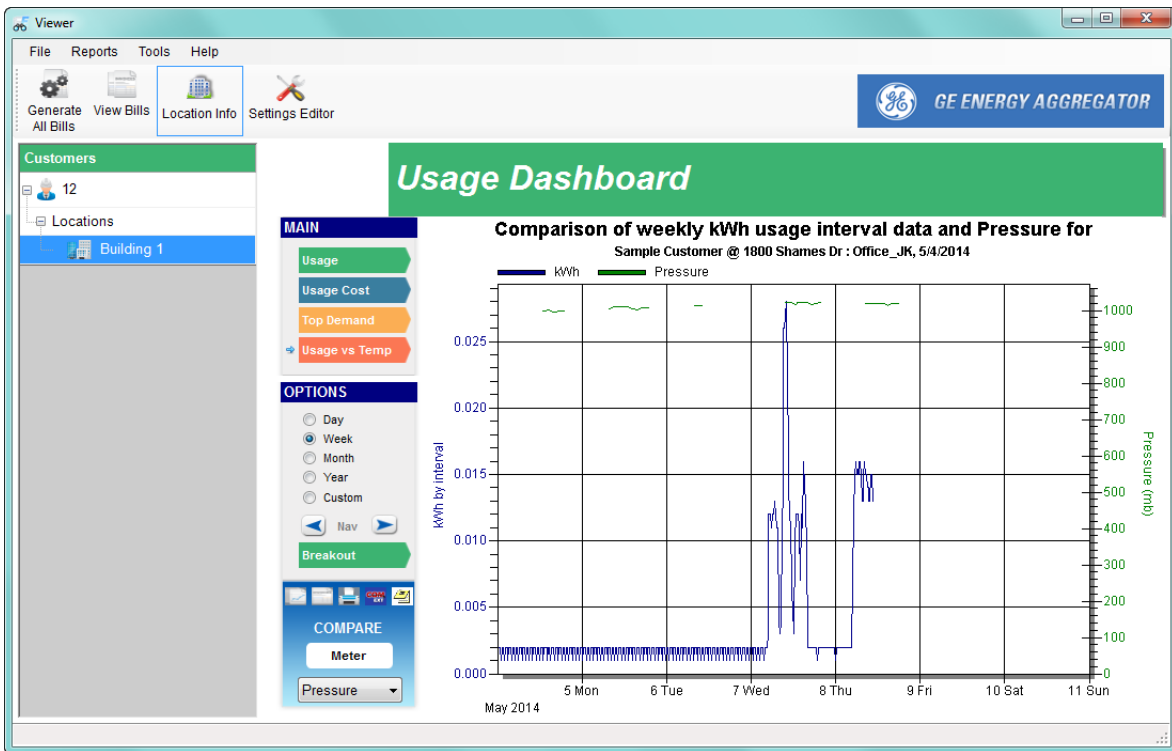 Viewer
File Reports Tools Help
Generate All Bills
View Bills
Location Info
Settings Editor
GE ENERGY AGGREGATOR
Customers
12
Locations
Building 1
Usage Dashboard
MAIN
Usage
Usage Cost
Top Demand
Usage vs Temp
OPTIONS
Day
Week
Month
Year
Custom
Nav
Breakout
COMPARE
Meter
Pressure
Comparison of weekly kWh usage interval data and Pressure for
Sample Customer @ 1800 Shames Dr : Office_JK, 5/4/2014
kWh Pressure
kWh by interval
0.025
0.020
0.015
0.010
0.005
0.000
1000
900
800
700
600
500
400
300
200
100
0
Pressure (mb)
5 Mon 6 Tue 7 Wed 8 Thu 9 Fri 10 Sat 11 Sun
May 2014